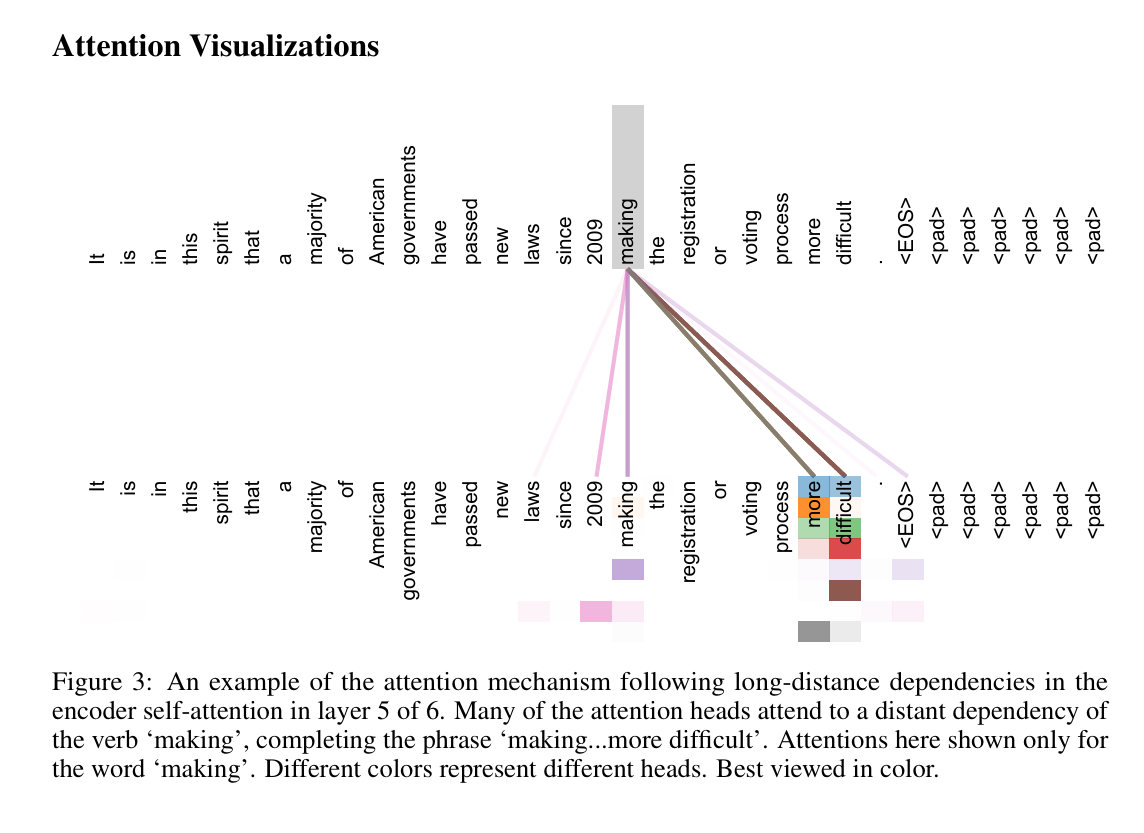 Attention Visualizations
It is in this spirit that a majority of American governments have passed new laws since 2009 making the registration or voting process more difficult . <EOS> <pad> <pad> <pad> <pad> <pad> <pad>
It is in this spirit that a majority of American governments have passed new laws since 2009 making the registration or voting process more difficult . <EOS> <pad> <pad> <pad> <pad> <pad> <pad>
Figure 3: An example of the attention mechanism following long-distance dependencies in the
encoder self-attention in layer 5 of 6. Many of the attention heads attend to a distant dependency of
the verb ‘making’, completing the phrase ‘making...more difficult’. Attentions here shown only for
the word ‘making’. Different colors represent different heads. Best viewed in color.